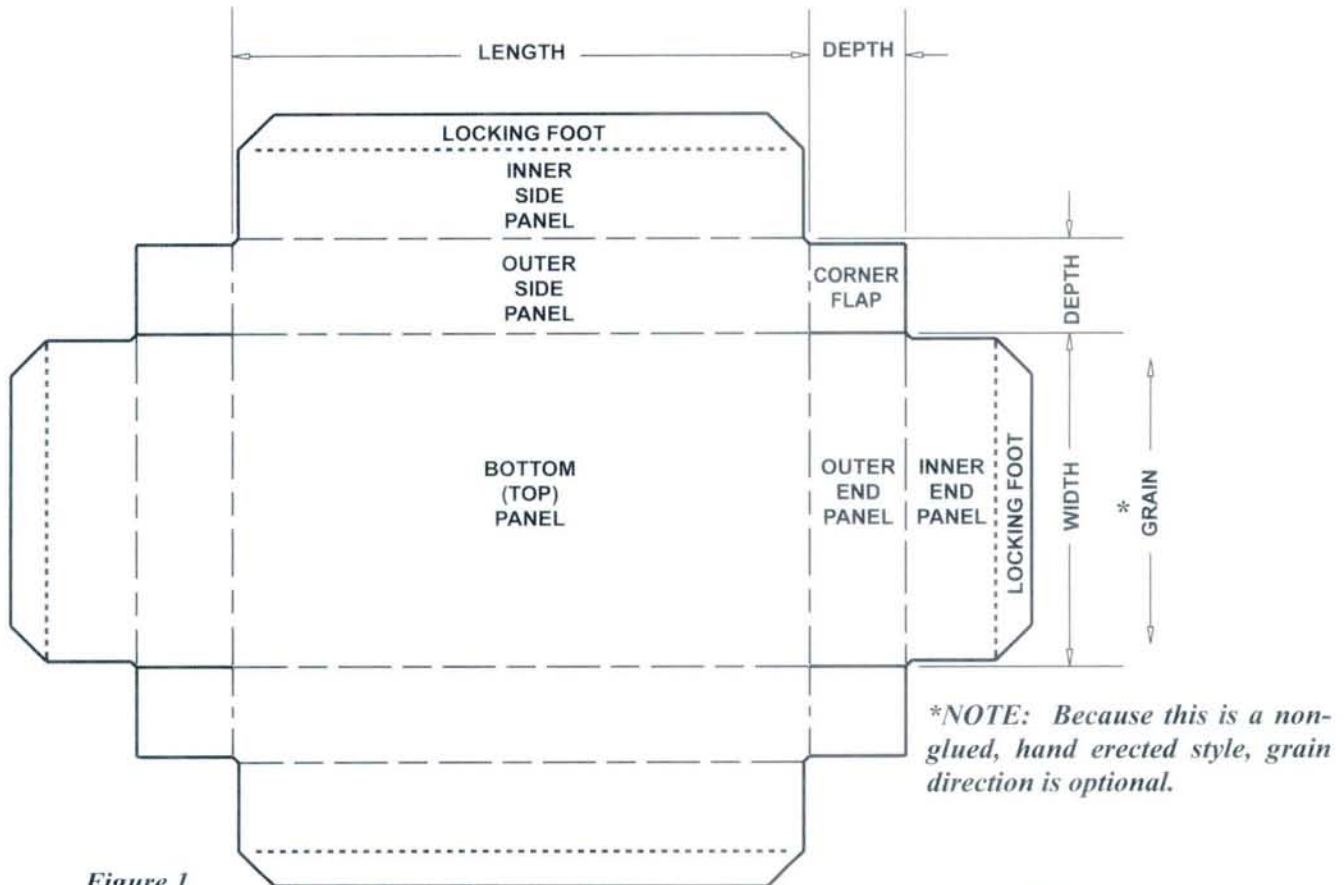 LENGTH
DEPTH
LOCKING FOOT
INNER
SIDE
PANEL
OUTER
SIDE
PANEL
CORNER
FLAP
DEPTH
BOTTOM
(TOP)
PANEL
OUTER
END
PANEL
INNER
END
PANEL
LOCKING FOOT
WIDTH
*
GRAIN
*NOTE: Because this is a non-
glued, hand erected style, grain
direction is optional.
Figure 1